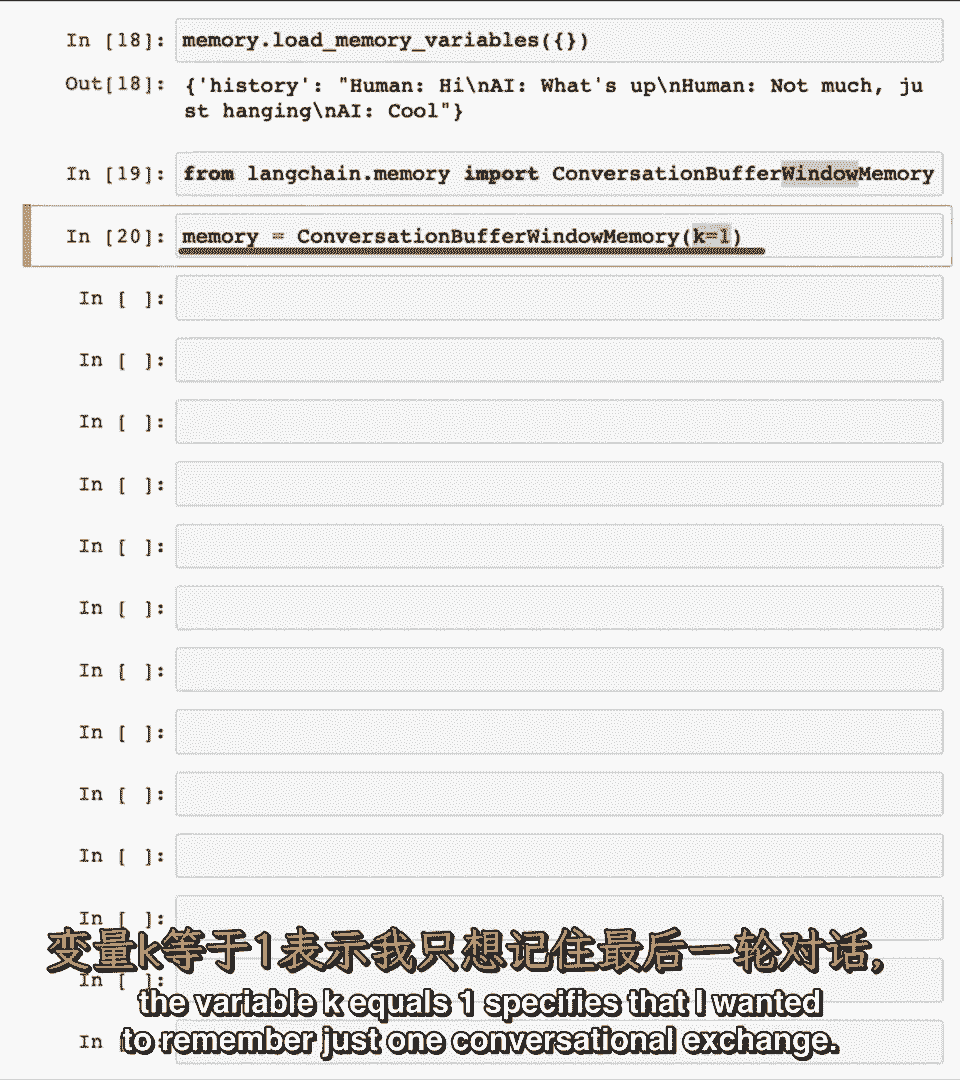 In [18]: memory.load_memory_variables({})
Out[18]: {'history': "Human: Hi\nAI: What's up\nHuman: Not much, ju
st hanging\nAI: Cool"}
In [19]: from langchain.memory import ConversationBufferWindowMemory
In [20]: memory = ConversationBufferWindowMemory(k=1)
In [ ]:
In [ ]:
In [ ]:
In [ ]:
In [ ]:
In [ ]:
In [ ]:
In [ ]:
In [ ]:
In [ ]:
In [ ]:
变量k等于1表示我只想记住最后一轮对话,
In [ ]:
the variable k equals 1 specifies that I wanted
In [ ]:
to remember just one conversational exchange.